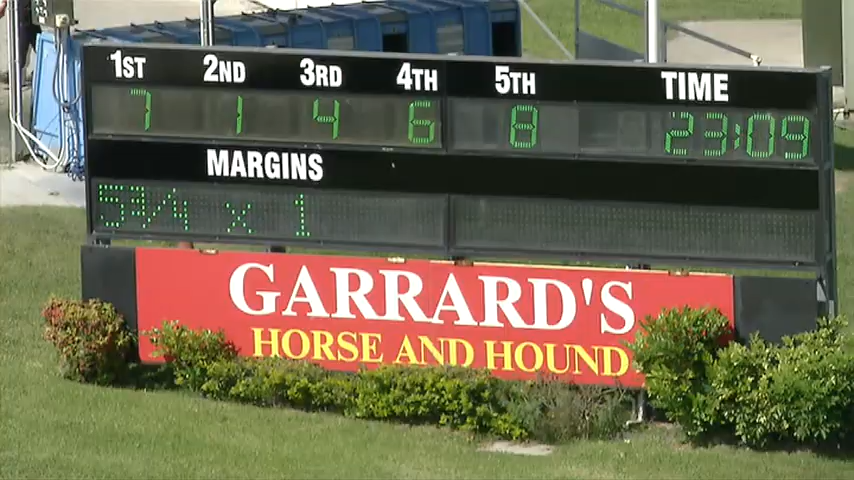 1ST 2ND 3RD 4TH 5TH TIME
7 1 4 6 8 23:09
MARGINS
53/4 x 1
GARRARD'S
HORSE AND HOUND